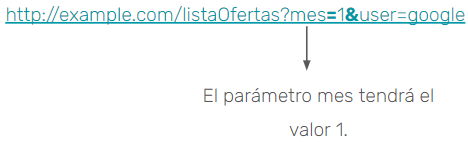 http://example.com/listaOfertas?mes=1&user=google
El parámetro mes tendrá el
valor 1.